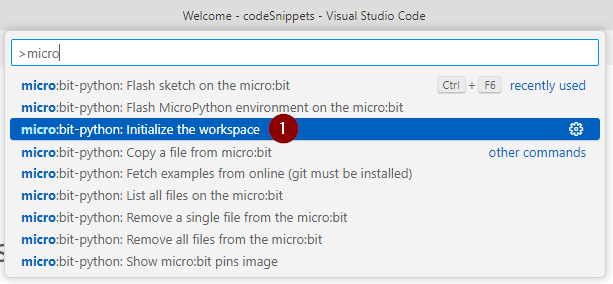 Welcome - codeSnippets - Visual Studio Code
>micro
micro:bit-python: Flash sketch on the micro:bit Ctrl + F6 recently used
micro:bit-python: Flash MicroPython environment on the micro:bit
micro:bit-python: Initialize the workspace 1
micro:bit-python: Copy a file from micro:bit other commands
micro:bit-python: Fetch examples from online (git must be installed)
micro:bit-python: List all files on the micro:bit
micro:bit-python: Remove a single file from the micro:bit
micro:bit-python: Remove all files from the micro:bit
micro:bit-python: Show micro:bit pins image